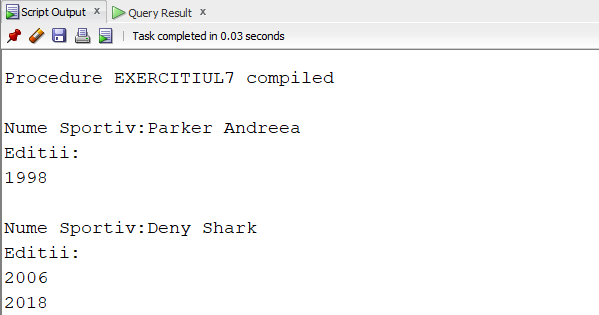 Script Output x Query Result x
Task completed in 0.03 seconds
Procedure EXERCITIUL7 compiled
Nume Sportiv:Parker Andreea
Editii:
1998
Nume Sportiv:Deny Shark
Editii:
2006
2018